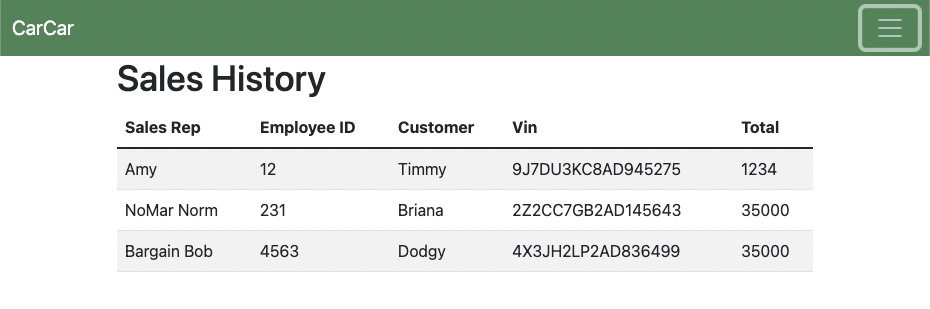 CarCar
Sales History
Sales Rep Employee ID Customer Vin Total
Amy 12 Timmy 9J7DU3KC8AD945275 1234
NoMar Norm 231 Briana 2Z2CC7GB2AD145643 35000
Bargain Bob 4563 Dodgy 4X3JH2LP2AD836499 35000